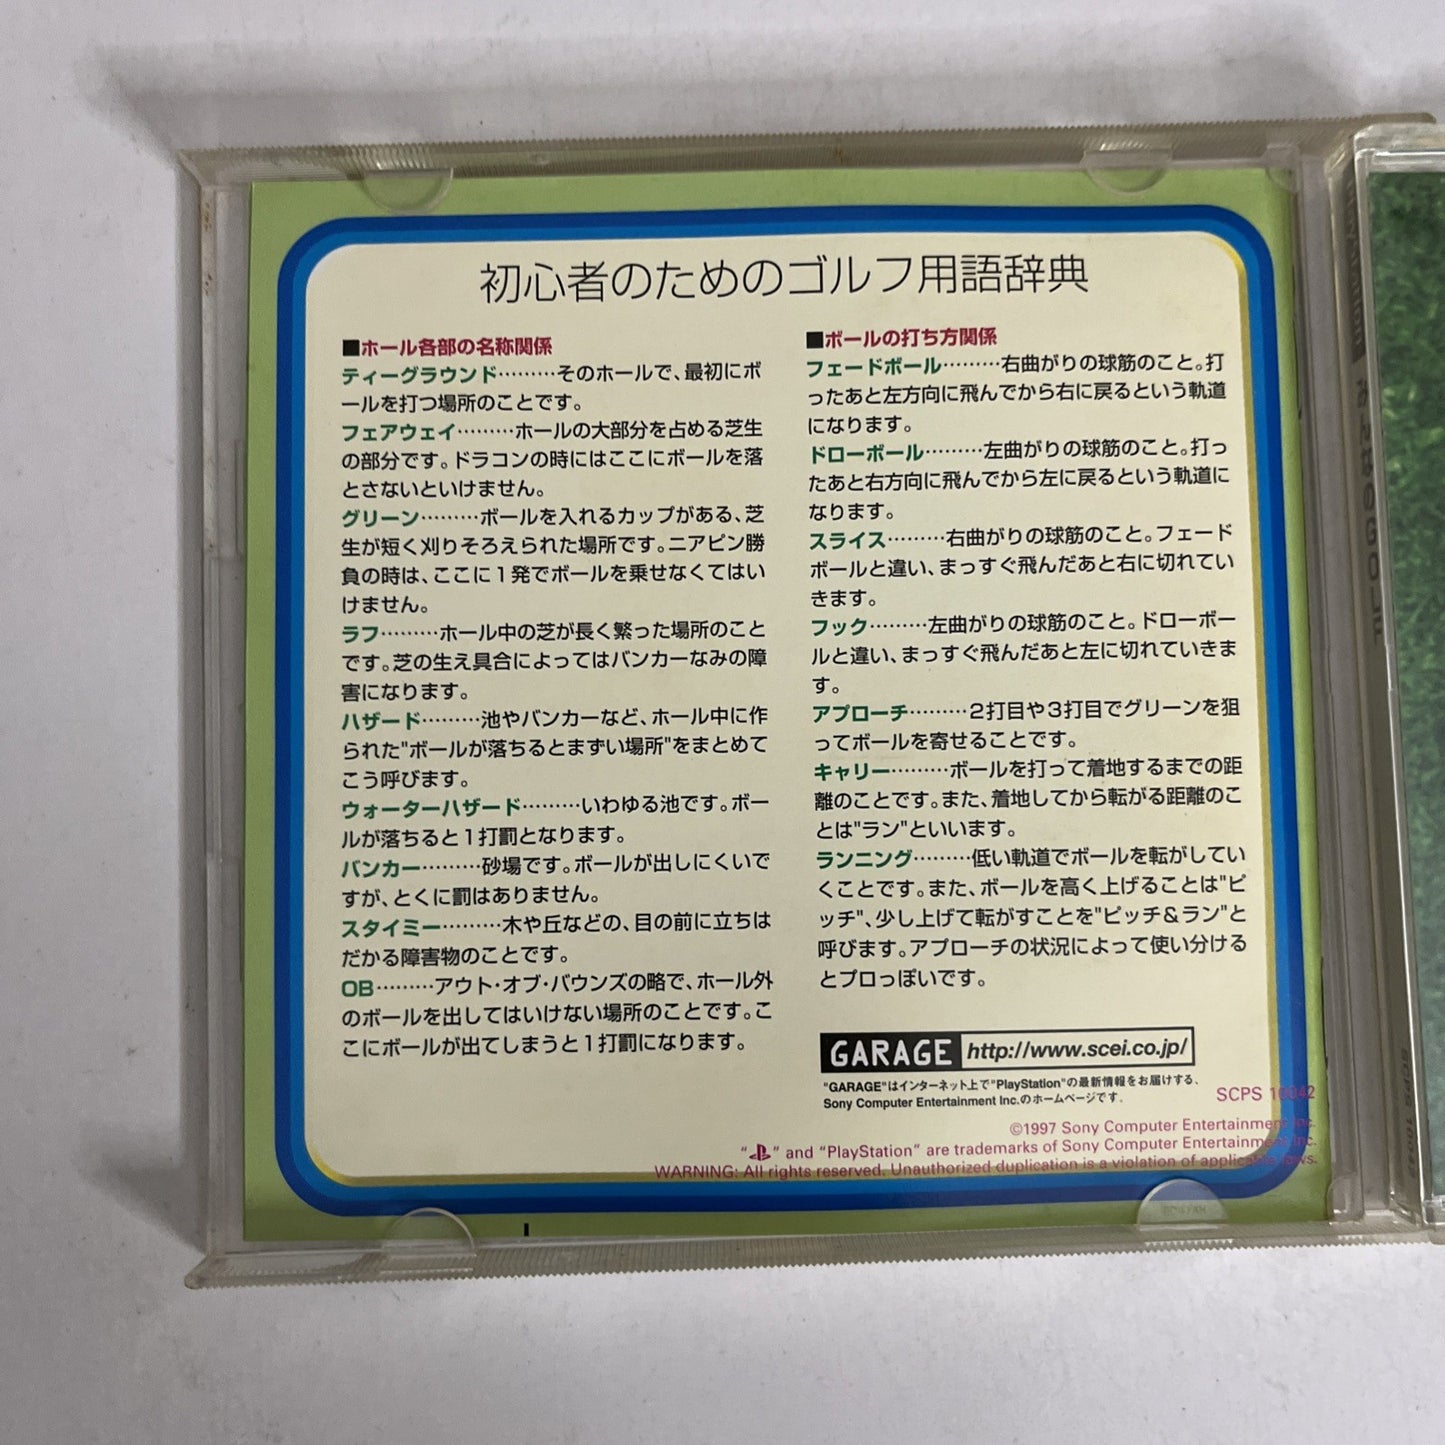 初心者のためのゴルフ用語辞典
■ホール各部の名称関係
ティーグラウンド………そのホールで、最初にボ
ールを打つ場所のことです。
フェアウェイ………ホールの大部分を占める芝生
の部分です。ドラコンの時にはここにボールを落
とさないといけません。
グリーン………ボールを入れるカップがある、芝
生が短く刈りそろえられた場所です。ニアピン勝
負の時は、ここに1発でボールを乗せなくてはい
けません。
ラフ………ホール中の芝が長く繁った場所のこと
です。芝の生え具合によってはバンカーなみの障
害になります。
ハザード………池やバンカーなど、ホール中に作
られた"ボールが落ちるとまずい場所"をまとめて
こう呼びます。
ウォーターハザード………いわゆる池です。ボー
ルが落ちると1打罰となります。
バンカー………砂場です。ボールが出しにくいで
すが、とくに罰はありません。
スタイミー………木や丘などの、目の前に立ちは
だかる障害物のことです。
OB………アウト・オブ・バウンズの略で、ホール外
のボールを出してはいけない場所のことです。こ
こにボールが出てしまうと1打罰になります。
■ボールの打ち方関係
フェードボール………右曲がりの球筋のこと。打
ったあと左方向に飛んでから右に戻るという軌道
になります。
ドローボール………左曲がりの球筋のこと。打っ
たあと右方向に飛んでから左に戻るという軌道に
なります。
スライス………右曲がりの球筋のこと。フェード
ボールと違い、まっすぐ飛んだあと右に切れてい
きます。
フック………左曲がりの球筋のこと。ドローボー
ルと違い、まっすぐ飛んだあと左に切れていきま
す。
アプローチ………2打目や3打目でグリーンを狙
ってボールを寄せることです。
キャリー………ボールを打って着地するまでの距
離のことです。また、着地してから転がる距離のこ
とは"ラン"といいます。
ランニング………低い軌道でボールを転がしてい
くことです。また、ボールを高く上げることは"ピ
ッチ"、少し上げて転がすことを"ピッチ＆ラン"と
呼びます。アプローチの状況によって使い分ける
とプロっぽいです。
GARAGE http://www.scei.co.jp/
"GARAGE"はインターネット上で"PlayStation"の最新情報をお届けする、
Sony Computer Entertainment Inc.のホームページです。
SCPS 10042
©1997 Sony Computer Entertainment Inc.
" " and "PlayStation" are trademarks of Sony Computer Entertainment Inc.
WARNING: All rights reserved. Unauthorized duplication is a violation of applicable laws.
みんなのGOLF
SCPS 10042